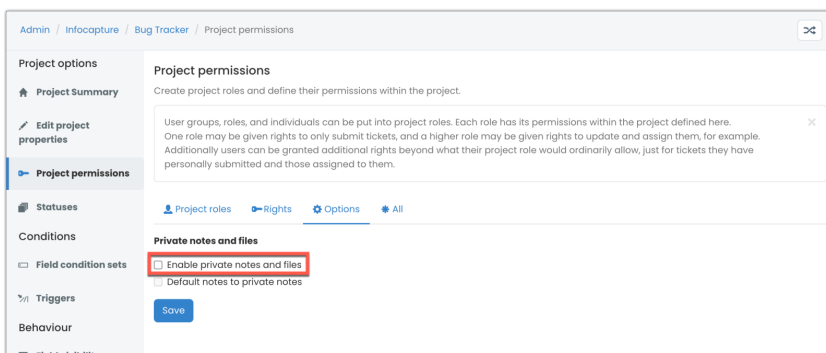 Admin / Infocapture / Bug Tracker / Project permissions
Project options
Project Summary
Edit project
properties
Project permissions
Statuses
Conditions
Field condition sets
Triggers
Behaviour
Project permissions
Create project roles and define their permissions within the project.
User groups, roles, and individuals can be put into project roles. Each role has its permissions within the project defined here.
One role may be given rights to only submit tickets, and a higher role may be given rights to update and assign them, for example.
Additionally users can be granted additional rights beyond what their project role would ordinarily allow, just for tickets they have
personally submitted and those assigned to them.
Project roles Rights Options All
Private notes and files
Enable private notes and files
Default notes to private notes
Save